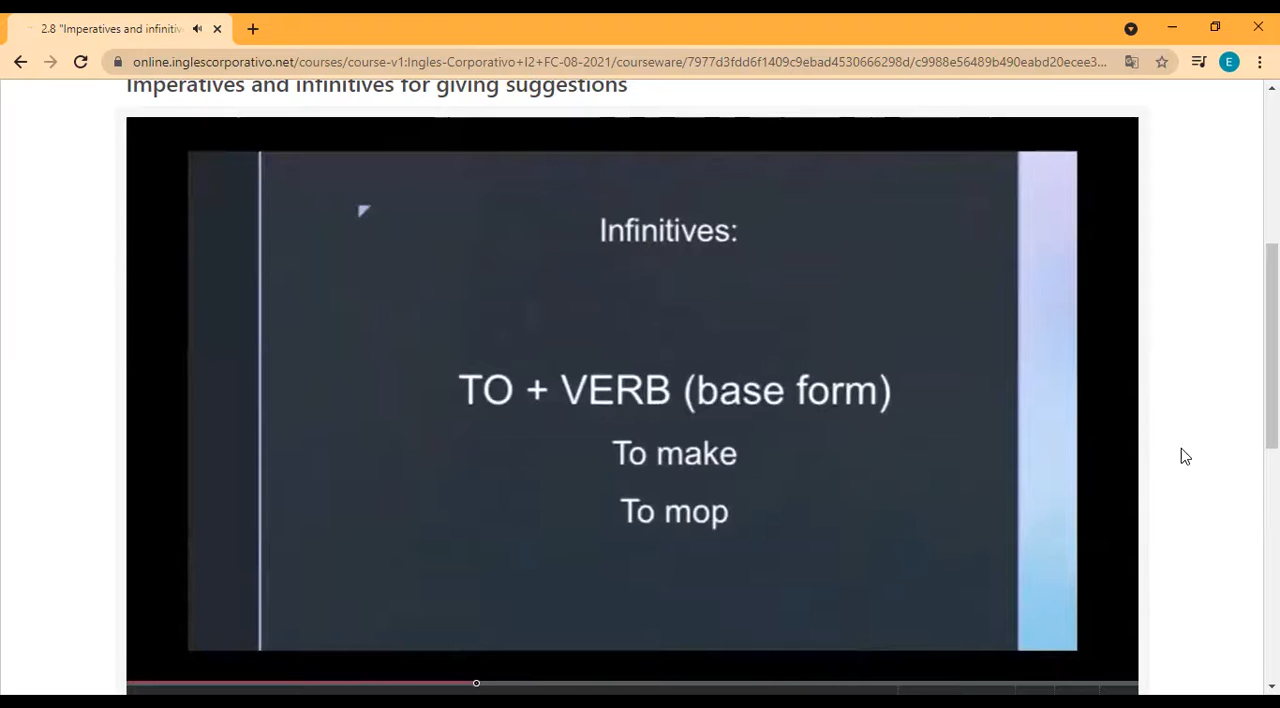 2.8 "Imperatives and infinitiv
online.inglescorporativo.net/courses/course-v1:Ingles-Corporativo+I2+FC-08-2021/courseware/7977d3fdd6f1409c9ebad4530666298d/c9988e56489b490eabd20ecee3...
E
Imperatives and infinitives for giving suggestions
Infinitives:
TO + VERB (base form)
To make
To mop